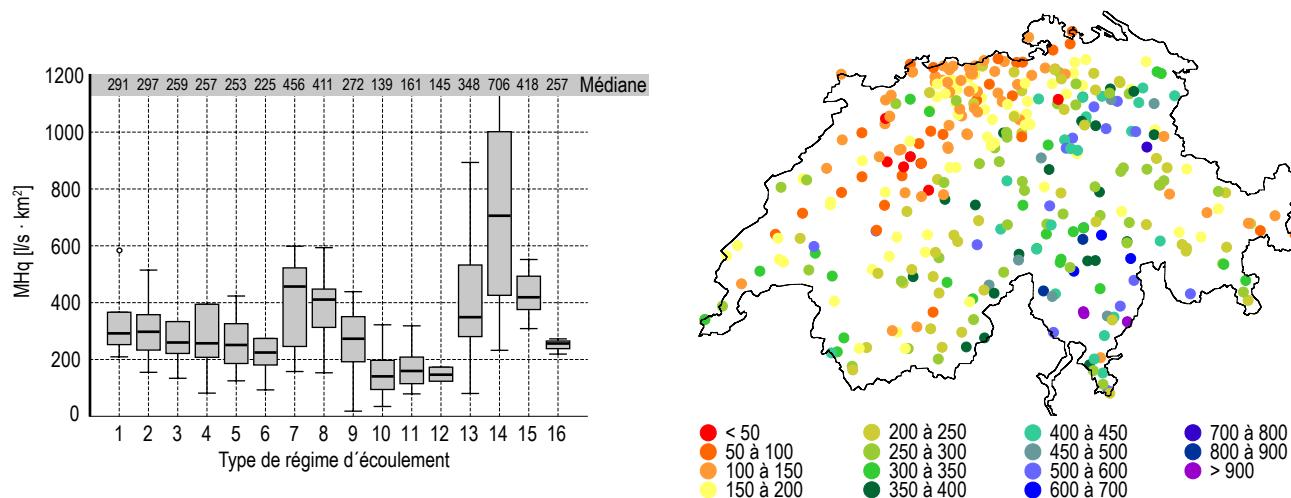 1200 291 297 259 257 253 225 456 411 272 139 161 145 348 706 418 257 Médiane
1000
800
600
400
200
0
MHq [l/s · km²]
1 2 3 4 5 6 7 8 9 10 11 12 13 14 15 16
Type de régime d´écoulement
< 50 200 à 250 400 à 450 700 à 800
50 à 100 250 à 300 450 à 500 800 à 900
100 à 150 300 à 350 500 à 600 > 900
150 à 200 350 à 400 600 à 700